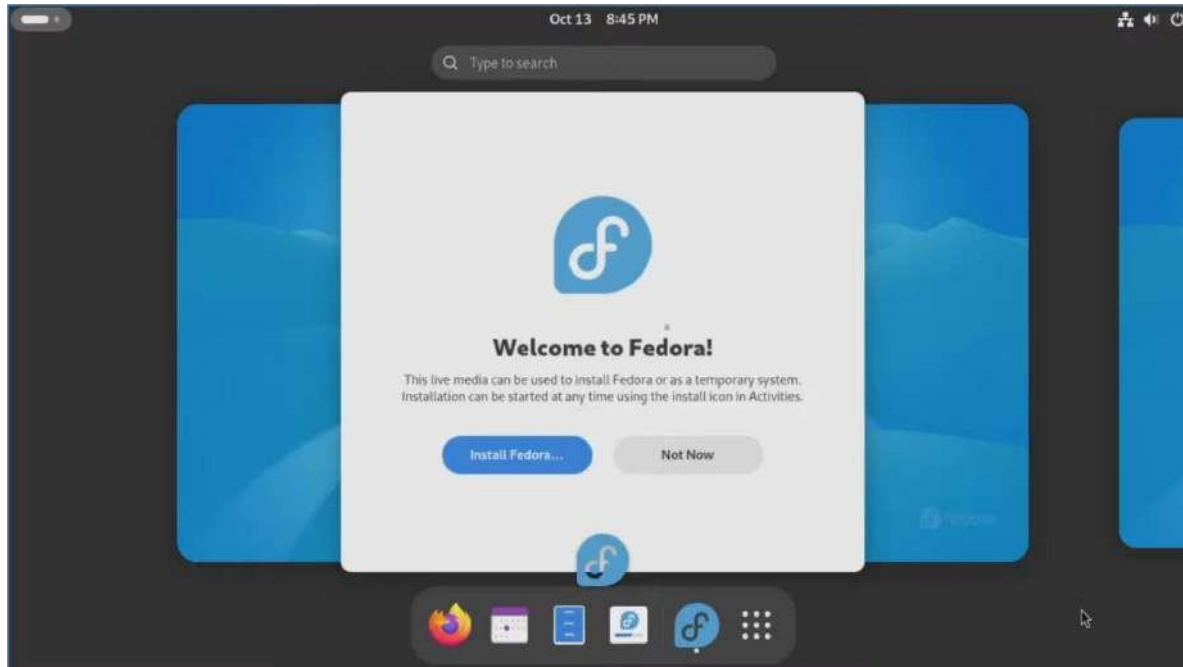 Oct 13 8:45 PM
Type to search
Welcome to Fedora!
This live media can be used to install Fedora or as a temporary system.
Installation can be started at any time using the install icon in Activities.
Install Fedora...
Not Now